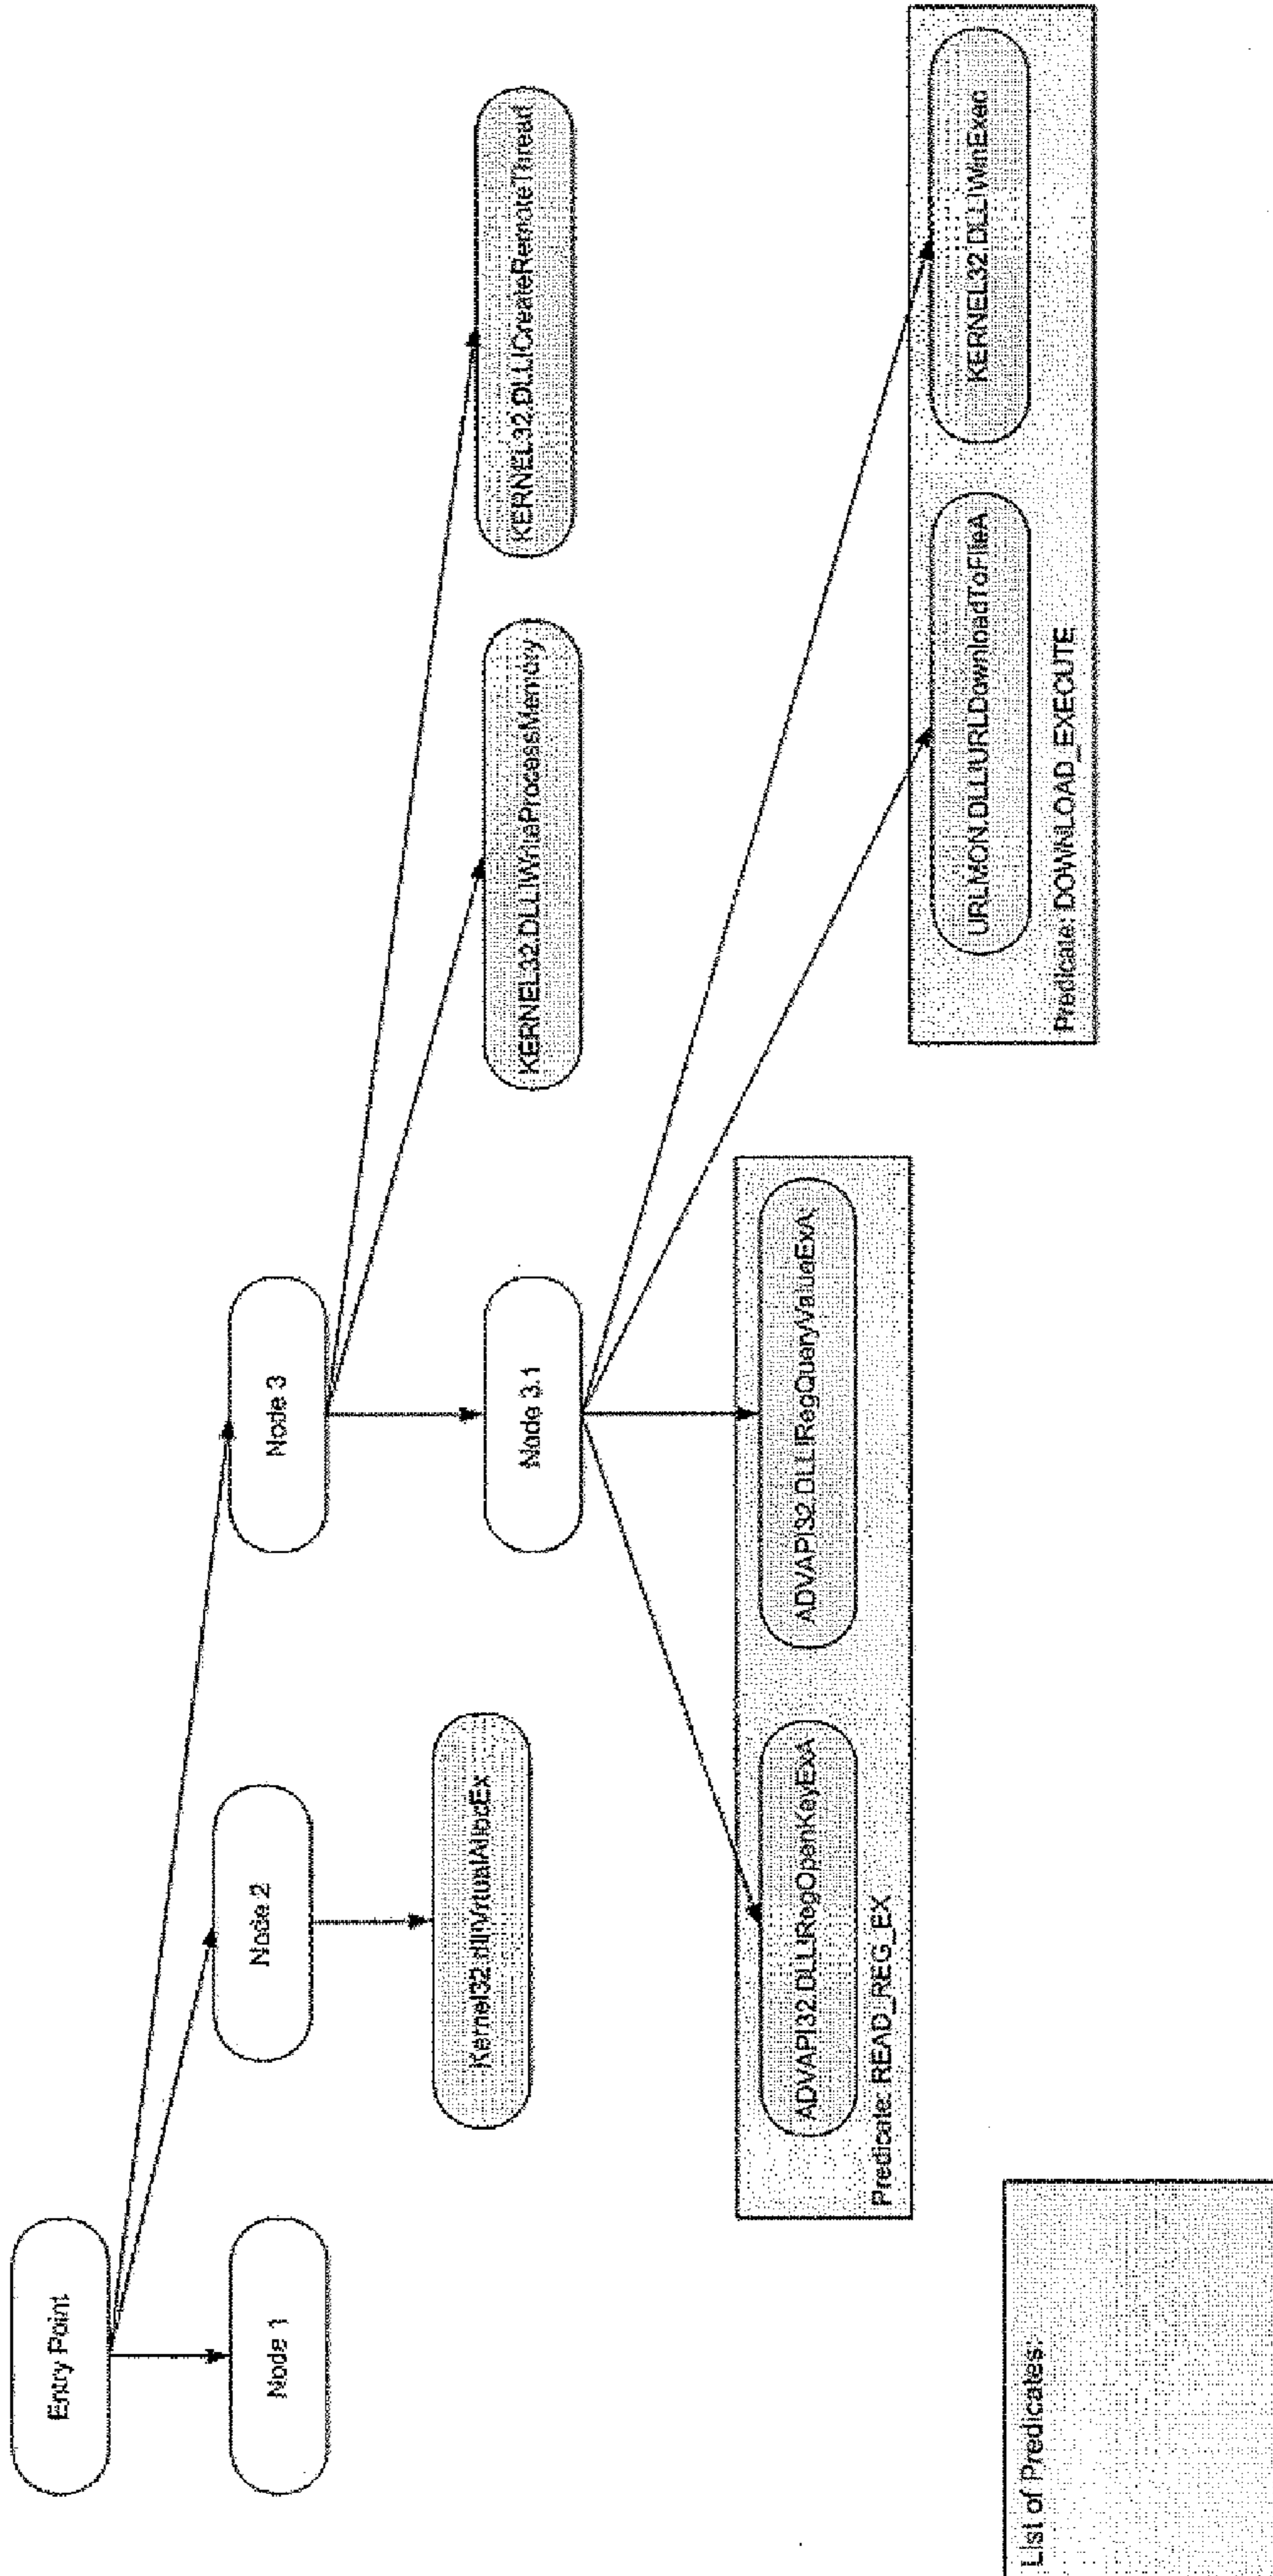 Entry Point
Node 1
Node 2
Node 3
Kernel32.dll!VirtualAllocEx
Node 3.1
KERNEL32.DLL!WriteProcessMemory
KERNEL32.DLL!CreateRemoteThread
ADVAPI32.DLL!RegOpenKeyExA
ADVAPI32.DLL!RegQueryValueExA
Predicate: READ_REG_EX
URLMON.DLL!URLDownloadToFileA
KERNEL32.DLL!WinExec
Predicate: DOWNLOAD_EXECUTE
List of Predicates: